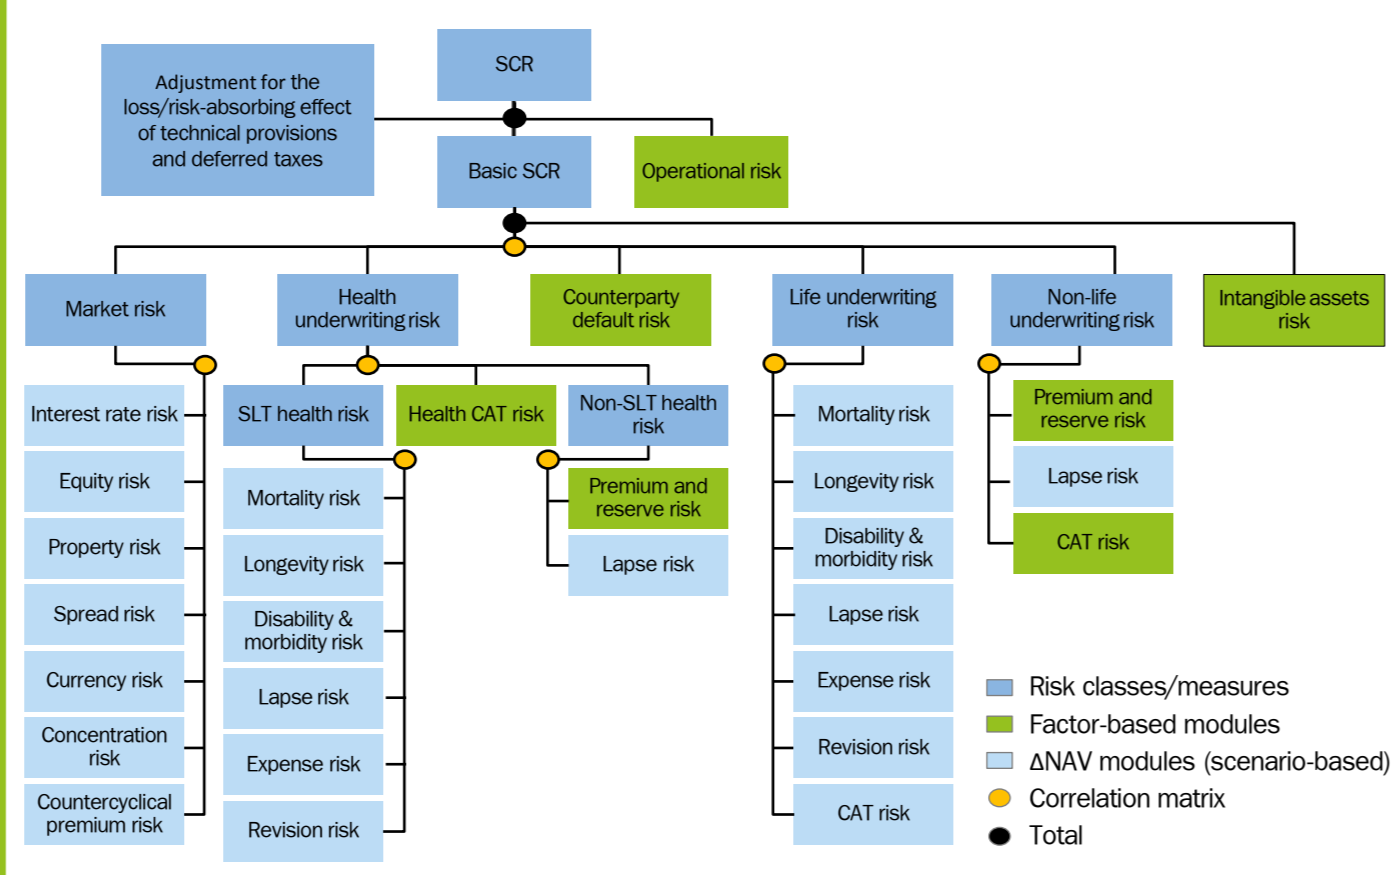 SCR
Adjustment for the
loss/risk-absorbing effect
of technical provisions
and deferred taxes
Basic SCR
Operational risk
Market risk
Health
underwriting risk
Counterparty
default risk
Life underwriting
risk
Non-life
underwriting risk
Intangible assets
risk
Interest rate risk
Equity risk
Property risk
Spread risk
Currency risk
Concentration
risk
Countercyclical
premium risk
SLT health risk
Health CAT risk
Non-SLT health
risk
Mortality risk
Longevity risk
Disability &
morbidity risk
Lapse risk
Expense risk
Revision risk
Premium and
reserve risk
Lapse risk
Mortality risk
Longevity risk
Disability &
morbidity risk
Lapse risk
Expense risk
Revision risk
CAT risk
Premium and
reserve risk
Lapse risk
CAT risk
Risk classes/measures
Factor-based modules
ΔNAV modules (scenario-based)
Correlation matrix
Total